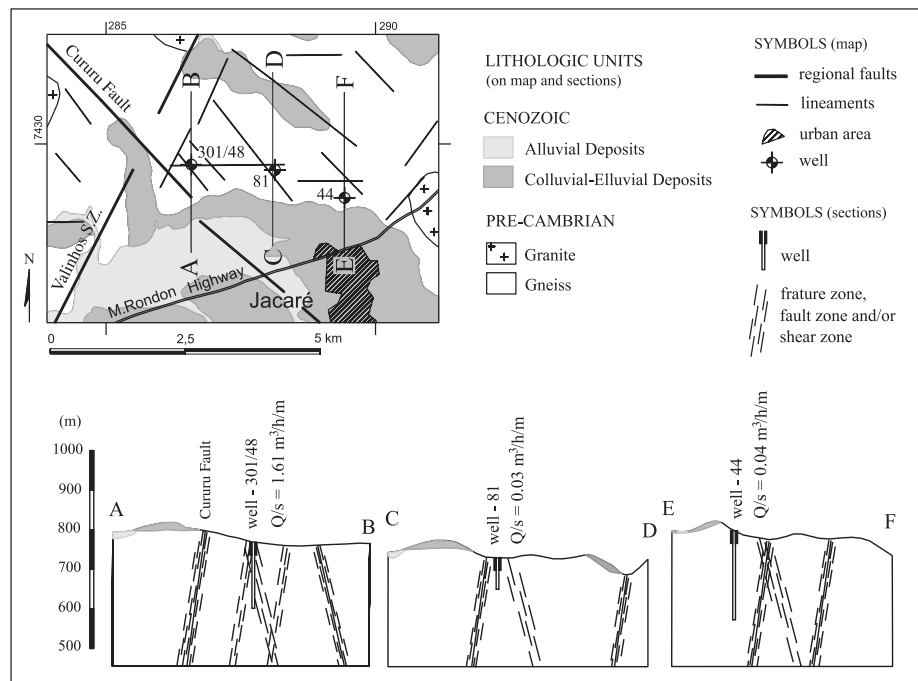 285
290
7430
Cururu Fault
B
D
F
301/48
81
44
Valinhos S.Z.
N
A
C
E
M.Rondon Highway
Jacaré
0
2,5
5 km
LITHOLOGIC UNITS
(on map and sections)
CENOZOIC
Alluvial Deposits
Colluvial-Elluvial Deposits
PRE-CAMBRIAN
Granite
Gneiss
SYMBOLS (map)
regional faults
lineaments
urban area
well
SYMBOLS (sections)
well
frature zone,
fault zone and/or
shear zone
(m)
1000
900
800
700
600
500
A
Cururu Fault
well - 301/48
Q/s = 1.61 m³/h/m
B
C
well - 81
Q/s = 0.03 m³/h/m
D
E
well - 44
Q/s = 0.04 m³/h/m
F